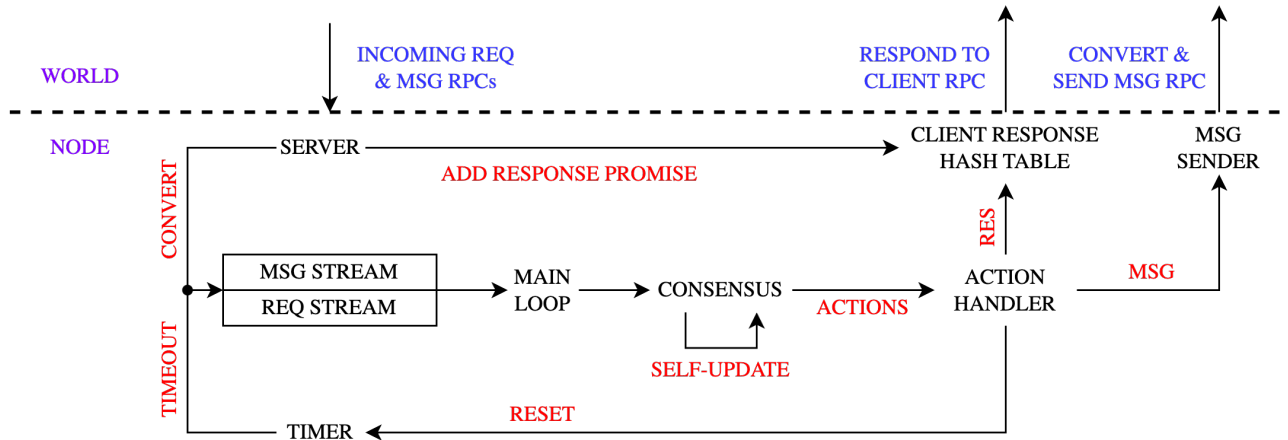 WORLD
INCOMING REQ
& MSG RPCs
RESPOND TO
CLIENT RPC
CONVERT &
SEND MSG RPC
NODE
SERVER
ADD RESPONSE PROMISE
CLIENT RESPONSE
HASH TABLE
MSG
SENDER
CONVERT
RES
MSG STREAM
REQ STREAM
MAIN
LOOP
CONSENSUS
ACTIONS
ACTION
HANDLER
MSG
SELF-UPDATE
TIMEOUT
RESET
TIMER